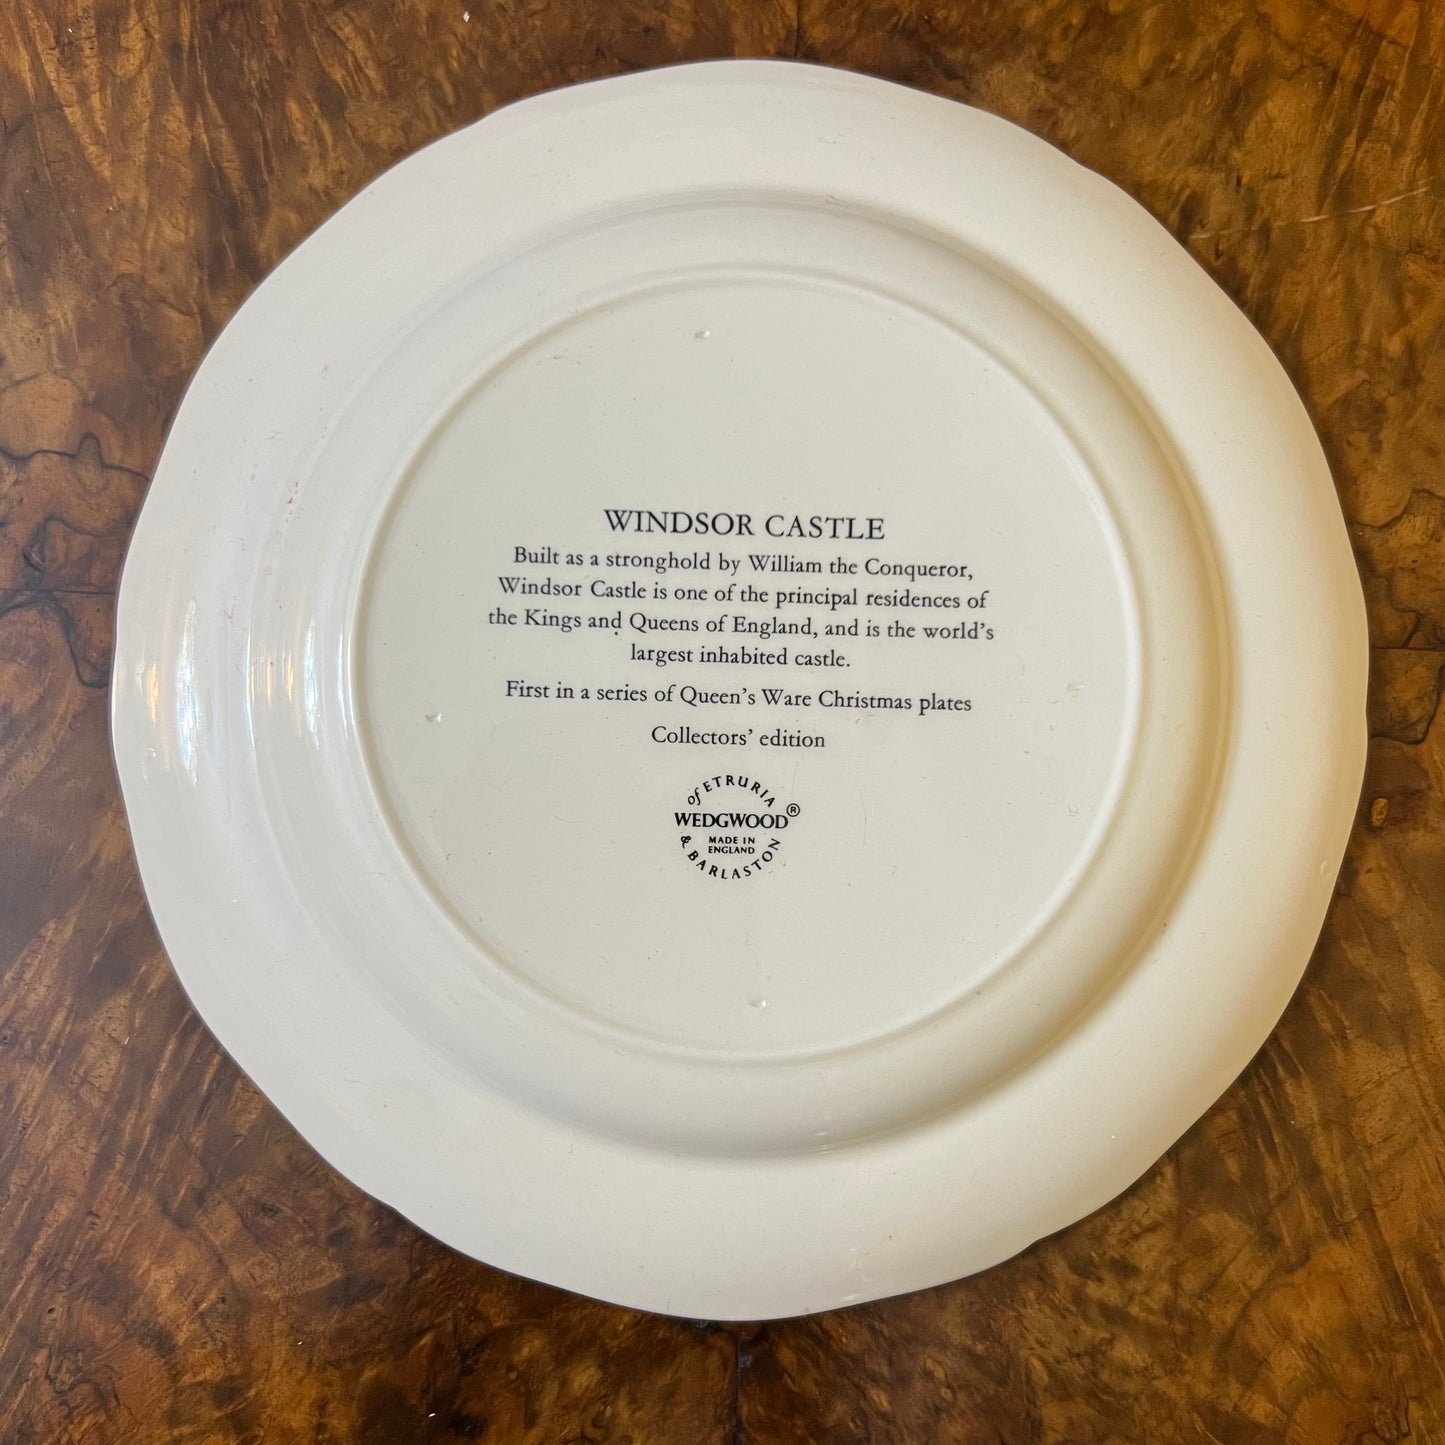 WINDSOR CASTLE
Built as a stronghold by William the Conqueror,
Windsor Castle is one of the principal residences of
the Kings and Queens of England, and is the world's
largest inhabited castle.
First in a series of Queen's Ware Christmas plates
Collectors' edition
of ETRURIA
WEDGWOOD®
MADE IN
ENGLAND
& BARLASTON